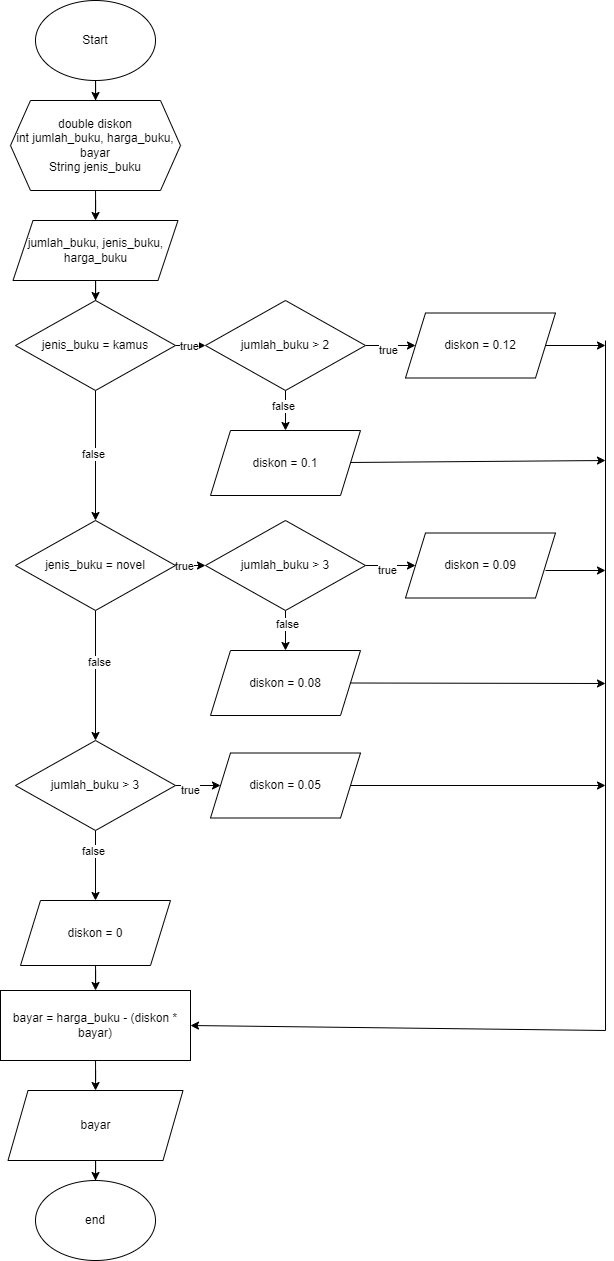 Start
double diskon
int jumlah_buku, harga_buku,
bayar
String jenis_buku
jumlah_buku, jenis_buku,
harga_buku
jenis_buku = kamus
true
jumlah_buku > 2
true
diskon = 0.12
false
diskon = 0.1
false
jenis_buku = novel
true
jumlah_buku > 3
true
diskon = 0.09
false
diskon = 0.08
false
jumlah_buku > 3
true
diskon = 0.05
false
diskon = 0
bayar = harga_buku - (diskon *
bayar)
bayar
end